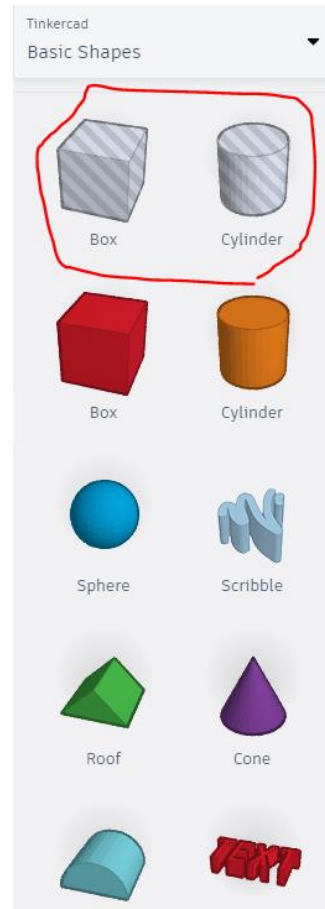 Tinkercad
Basic Shapes
Box Cylinder
Box Cylinder
Sphere Scribble
Roof Cone
TEXT